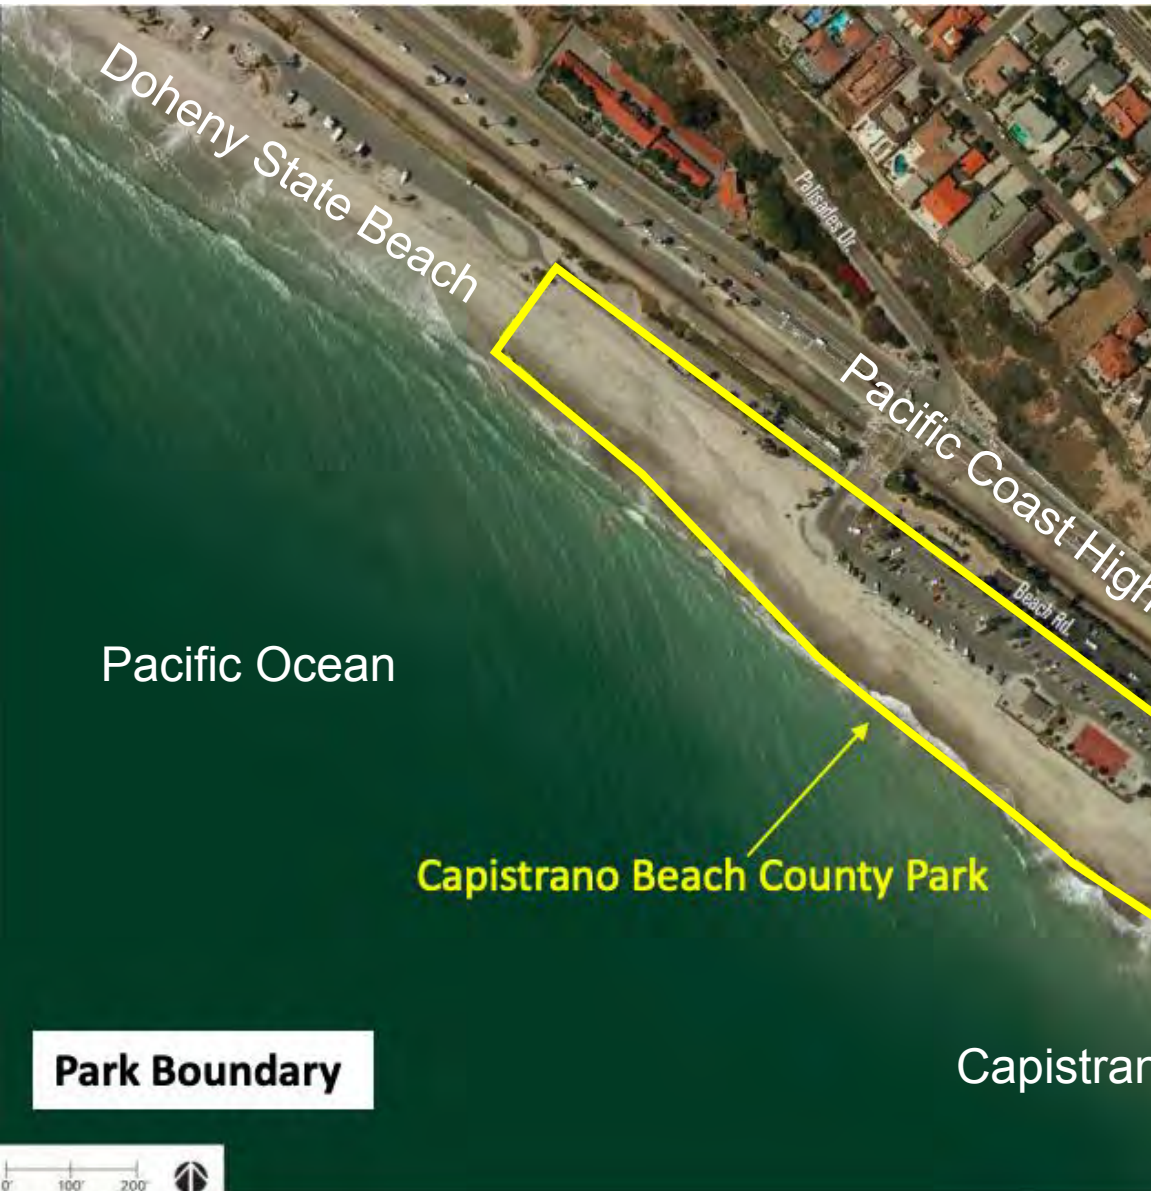 Doheny State Beach
Palisades Dr.
Pacific Coast High
Beach Rd.
Pacific Ocean
Capistrano Beach County Park
Capistran
Park Boundary
0' 100' 200'